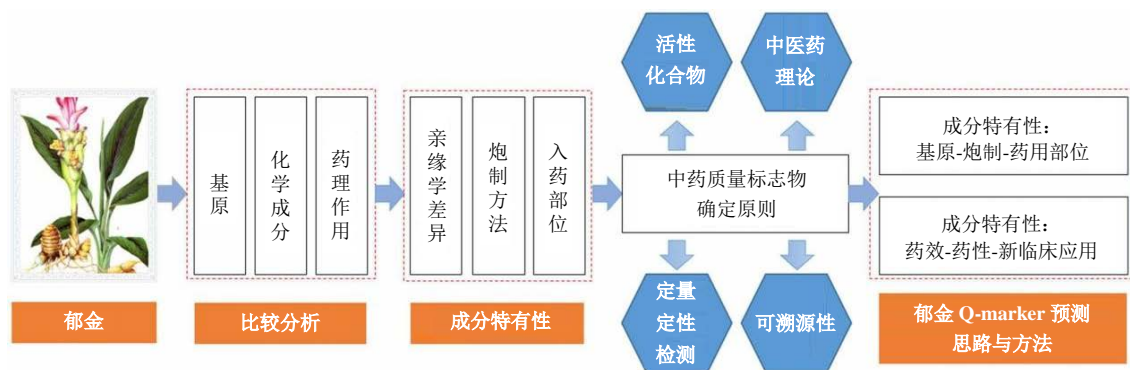 郁金
基原
化学成分
药理作用
比较分析
亲缘学差异
炮制方法
入药部位
成分特有性
活性
化合物
中医药
理论
中药质量标志物
确定原则
定量
定性
检测
可溯源性
成分特有性：
基原-炮制-药用部位
成分特有性：
药效-药性-新临床应用
郁金 Q-marker 预测
思路与方法